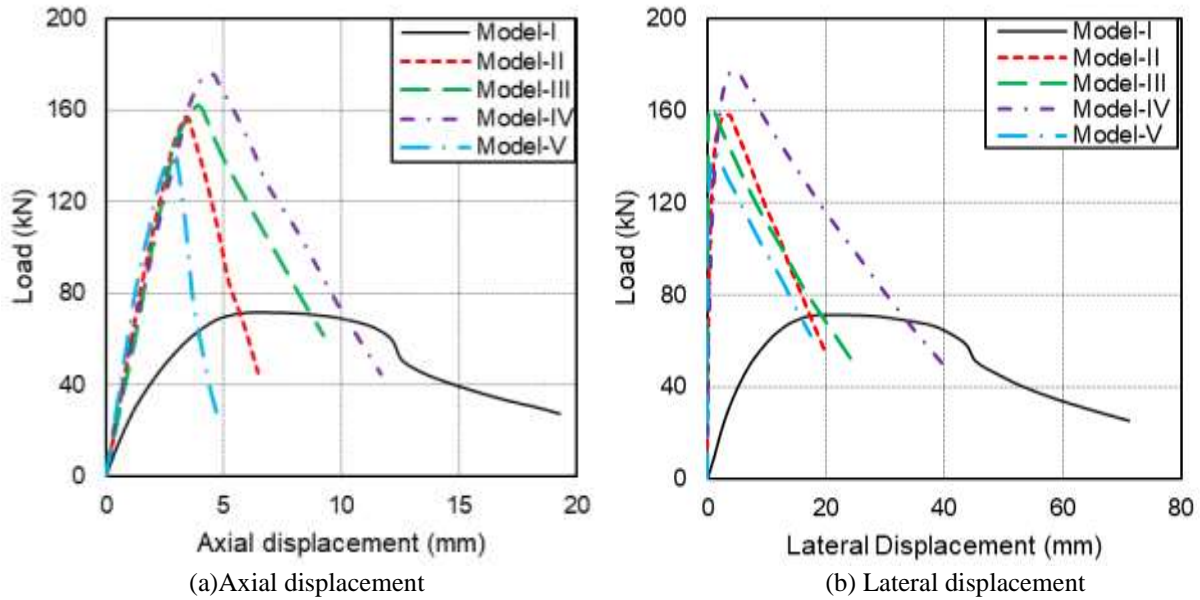 200
160
120
80
40
0
Load (kN)
Model-I
Model-II
Model-III
Model-IV
Model-V
0 5 10 15 20
Axial displacement (mm)
(a)Axial displacement
200
160
120
80
40
0
Load (kN)
Model-I
Model-II
Model-III
Model-IV
Model-V
0 20 40 60 80
Lateral Displacement (mm)
(b) Lateral displacement